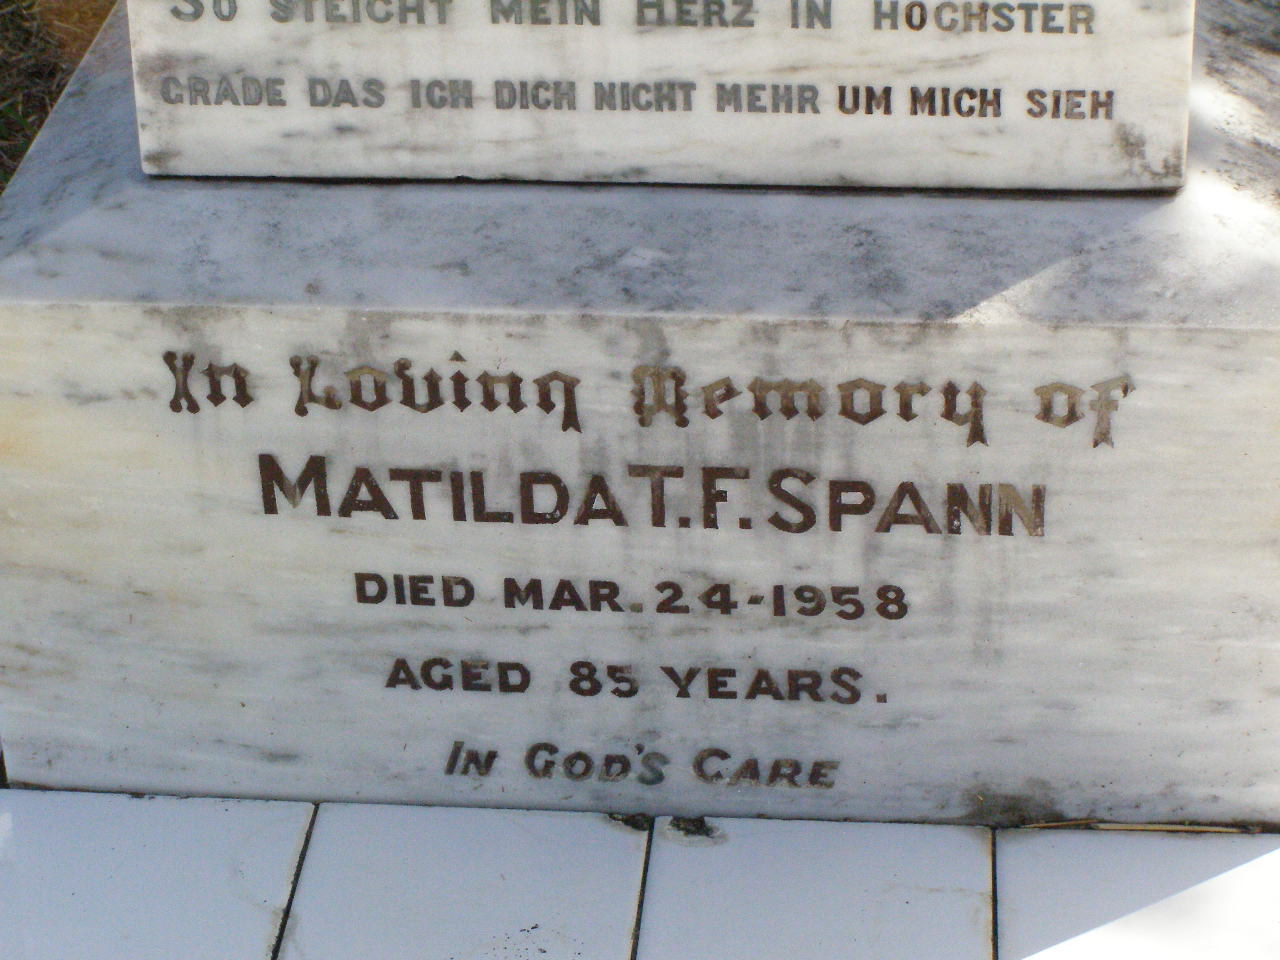 SO STEICHT MEIN HERZ IN HOCHSTER
GRADE DAS ICH DICH NICHT MEHR UM MICH SIEH
In Loving Memory of
MATILDA T. F. SPANN
DIED MAR. 24-1958
AGED 85 YEARS.
IN GOD'S CARE